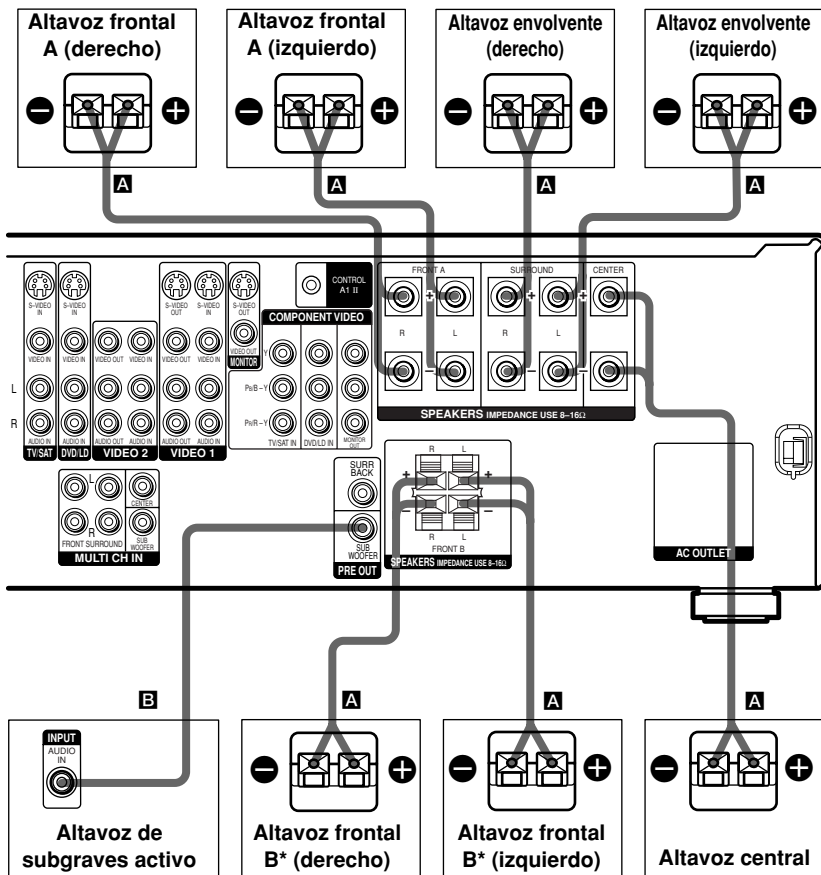 Altavoz frontal
A (derecho)
Altavoz frontal
A (izquierdo)
Altavoz envolvente
(derecho)
Altavoz envolvente
(izquierdo)
− +
− +
− +
− +
A
A
A
A
S-VIDEO
IN
S-VIDEO
IN
S-VIDEO
OUT
S-VIDEO
IN
S-VIDEO
OUT
CONTROL
A1 II
FRONT A
SURROUND
CENTER
VIDEO IN
VIDEO IN
VIDEO OUT
VIDEO IN
VIDEO OUT
VIDEO IN
VIDEO OUT
MONITOR
COMPONENT VIDEO
Y
PB/B –Y
PR/R –Y
+
+
+
R
L
R
L
−
−
−
L
R
AUDIO IN
AUDIO IN
AUDIO OUT
AUDIO IN
AUDIO OUT
AUDIO IN
TV/SAT IN
DVD/LD IN
MONITOR
OUT
SPEAKERS IMPEDANCE USE 8–16Ω
TV/SAT
DVD/LD
VIDEO 2
VIDEO 1
L
R
CENTER
FRONT
SURROUND
SUB
WOOFER
MULTI CH IN
SURR
BACK
SUB
WOOFER
PRE OUT
R
L
+
+
−
−
R
L
FRONT B
SPEAKERS IMPEDANCE USE 8–16Ω
AC OUTLET
B
A
A
A
INPUT
AUDIO
IN
− +
− +
− +
Altavoz de
subgraves activo
Altavoz frontal
B* (derecho)
Altavoz frontal
B* (izquierdo)
Altavoz central